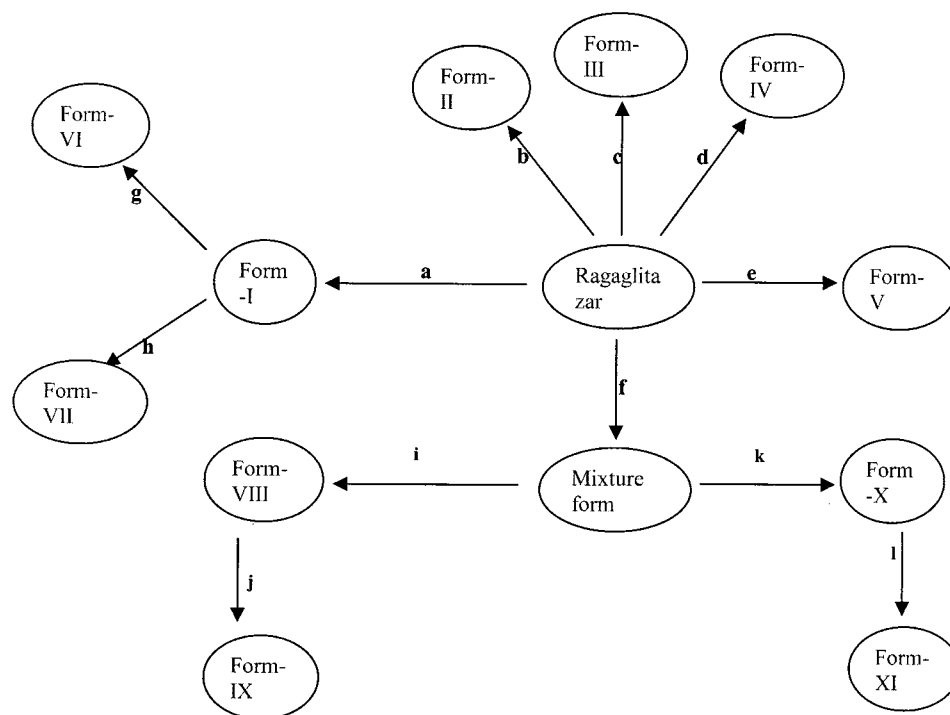 Form-
III
Form-
IV
Form-
II
Form-
VI
b
c
d
g
Form
-I
a
Ragaglita
zar
e
Form-
V
h
f
Form-
VII
i
k
Form-
VIII
Mixture
form
Form
-X
j
l
Form-
IX
Form-
XI